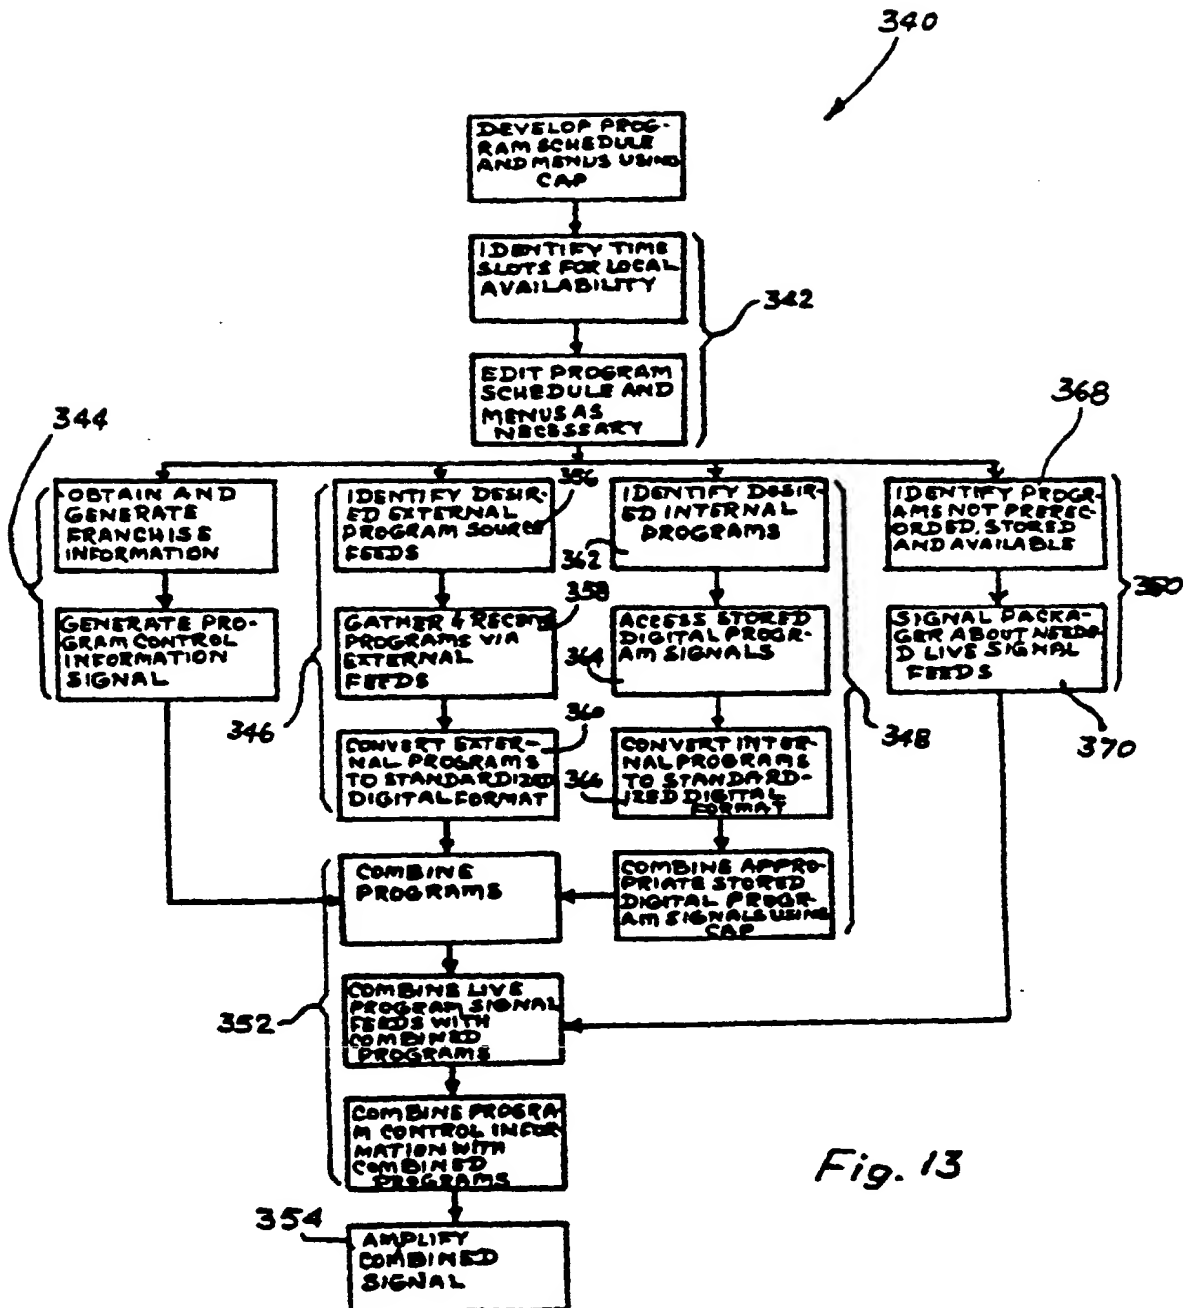 340
DEVELOP PROG-
RAM SCHEDULE
AND MENUS USING
CAP
IDENTIFY TIME
SLOTS FOR LOCAL
AVAILABILITY
342
EDIT PROGRAM
SCHEDULE AND
MENUS AS
NECESSARY
344
368
OBTAIN AND
GENERATE
FRANCHISE
INFORMATION
IDENTIFY DESIR-
ED EXTERNAL
PROGRAM SOURCE
FEEDS
356
IDENTIFY DESIR-
ED INTERNAL
PROGRAMS
362
IDENTIFY PROGR-
AMS NOT PREREC-
ORDED, STORED
AND AVAILABLE
350
GENERATE PRO-
GRAM CONTROL
INFORMATION
SIGNAL
358
GATHER & RECEIVE
PROGRAMS VIA
EXTERNAL
FEEDS
ACCESS STORED
DIGITAL PROGR-
AM SIGNALS
364
SIGNAL PACKA-
GER ABOUT NEEDE-
D LIVE SIGNAL
FEEDS
346
348
370
360
CONVERT EXTER-
NAL PROGRAMS
TO STANDARDIZED
DIGITAL FORMAT
CONVERT INTER-
NAL PROGRAMS
TO STANDARD-
IZED DIGITAL
FORMAT
366
COMBINE
PROGRAMS
COMBINE APPRO-
PRIATE STORED
DIGITAL PROGR-
AM SIGNALS USING
CAP
352
COMBINE LIVE
PROGRAM SIGNAL
FEEDS WITH
COMBINED
PROGRAMS
COMBINE PROGRA-
M CONTROL INFOR-
MATION WITH
COMBINED
PROGRAMS
354
AMPLIFY
COMBINED
SIGNAL
Fig. 13